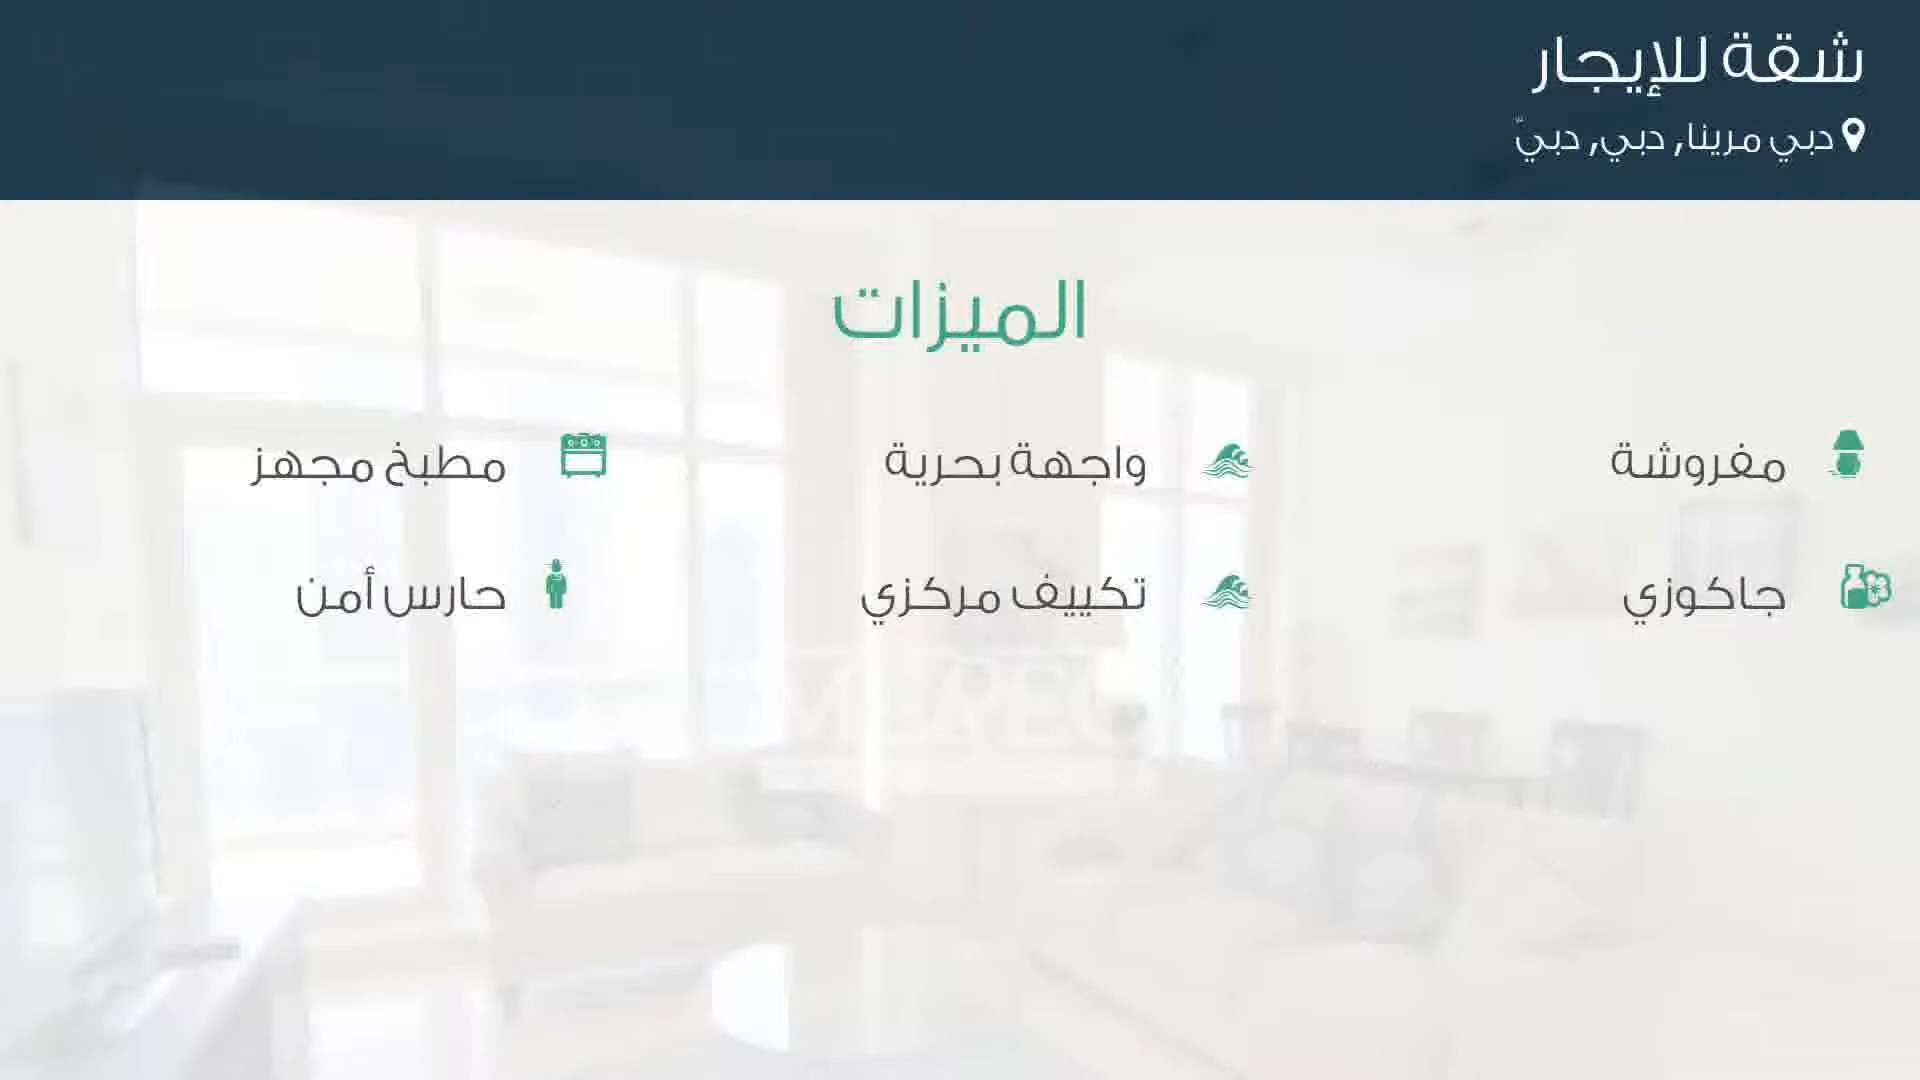 شقة للإيجار
دبي مرينا, دبي, دبيّ
الميزات
مفروشة
واجهة بحرية
مطبخ مجهز
جاكوزي
تكييف مركزي
حارس أمن